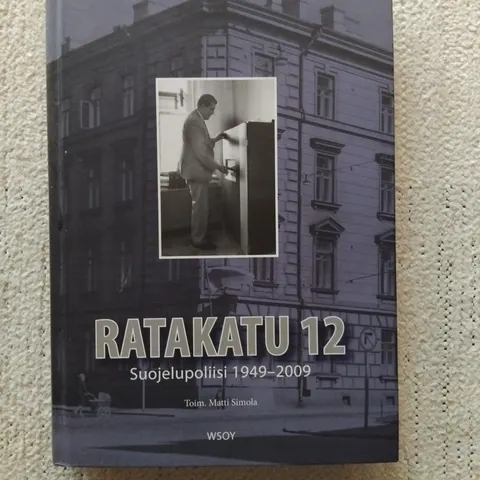 RATAKATU 12
Suojelupoliisi 1949–2009
Toim. Matti Simola
WSOY